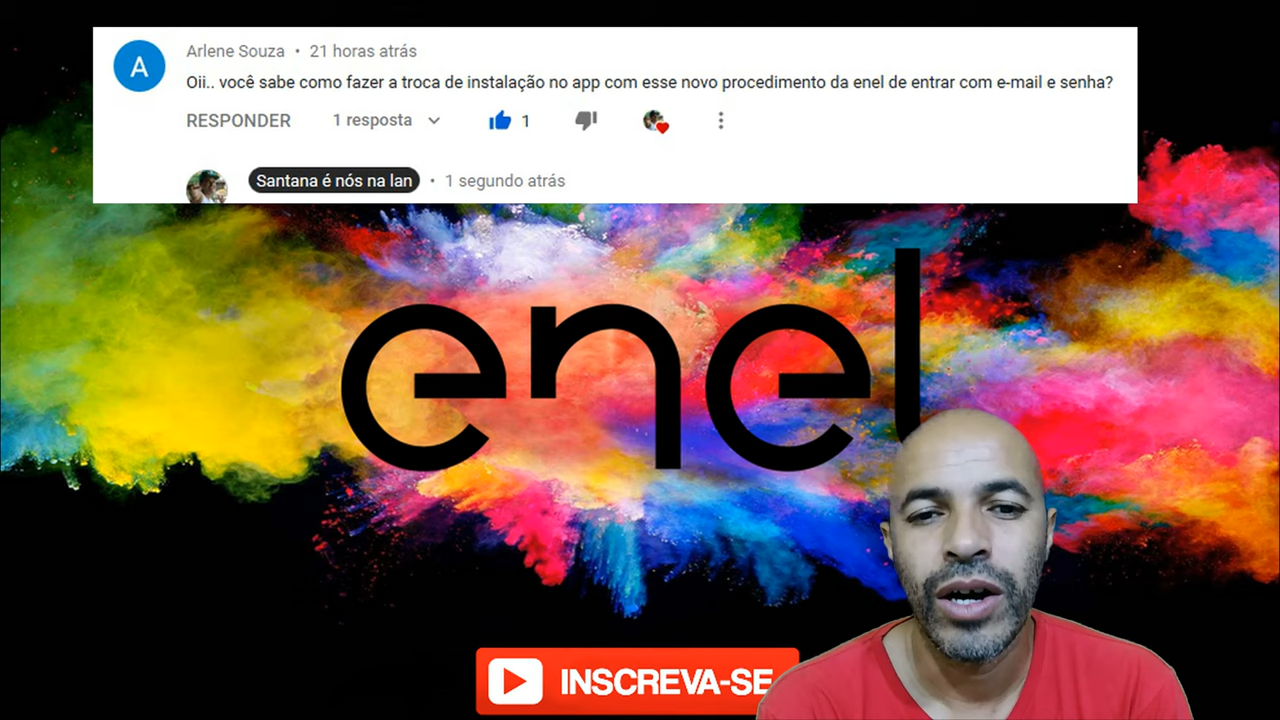 A
Arlene Souza • 21 horas atrás
Oii.. você sabe como fazer a troca de instalação no app com esse novo procedimento da enel de entrar com e-mail e senha?
RESPONDER 1 resposta 1
Santana é nós na lan • 1 segundo atrás
enel
INSCREVA-SE